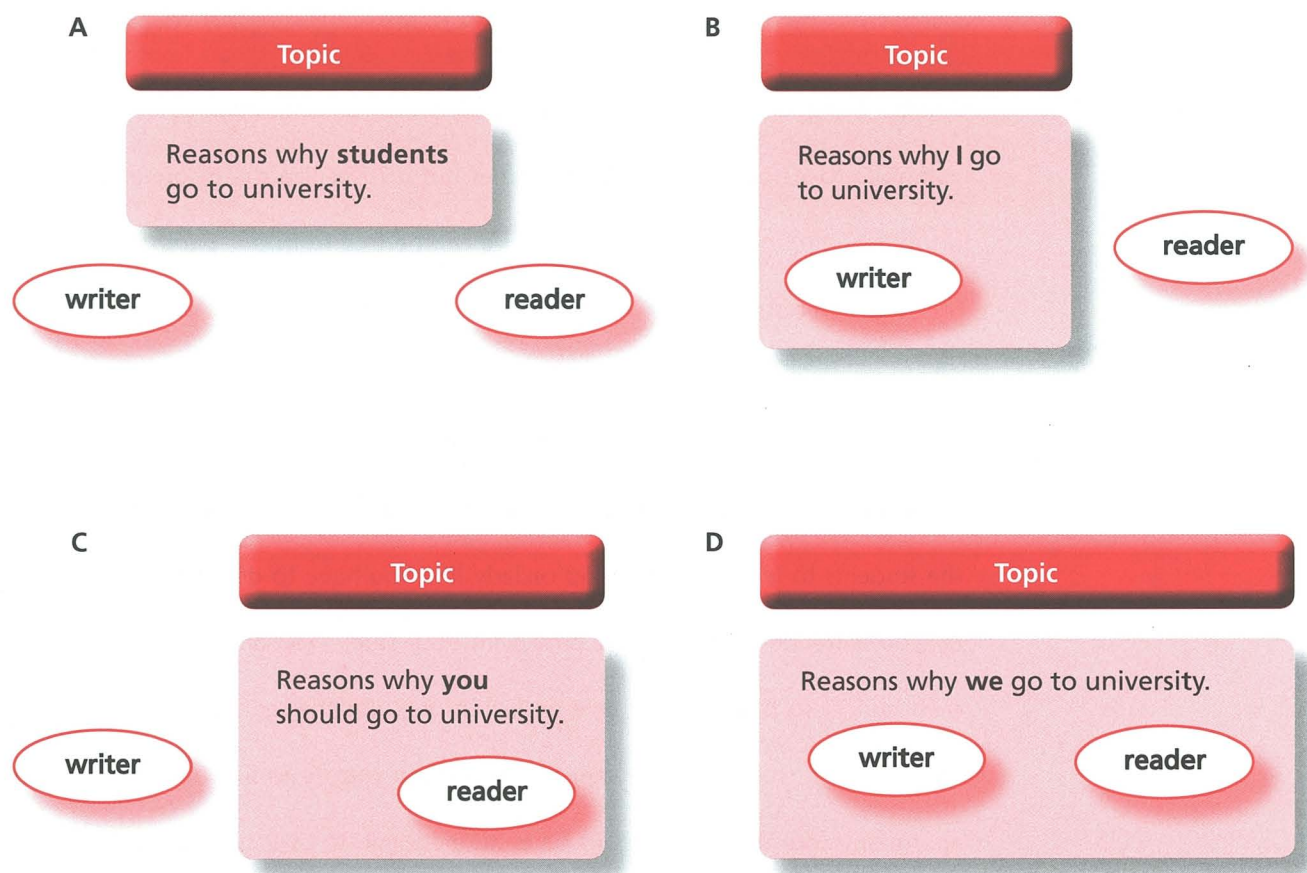 A
Topic
Reasons why students
go to university.
writer
reader
B
Topic
Reasons why I go
to university.
writer
reader
C
Topic
Reasons why you
should go to university.
writer
reader
D
Topic
Reasons why we go to university.
writer
reader